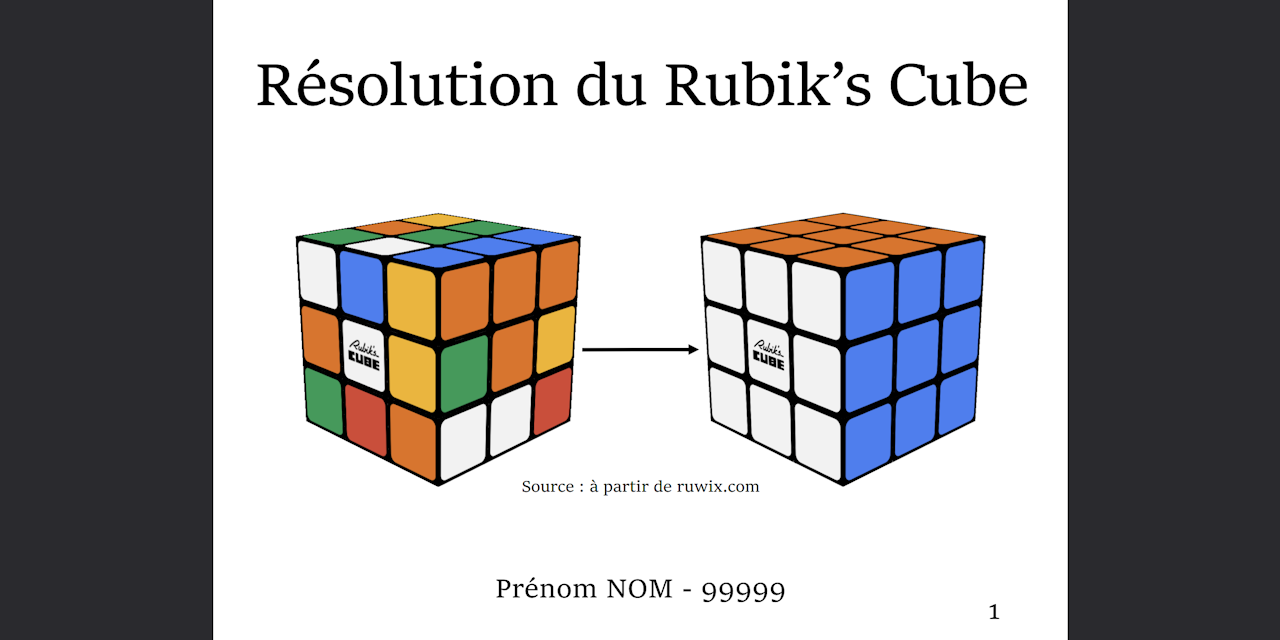 Résolution du Rubik’s Cube
Rubik's
CUBE
Rubik's
CUBE
Source : à partir de ruwix.com
Prénom NOM - 99999
1